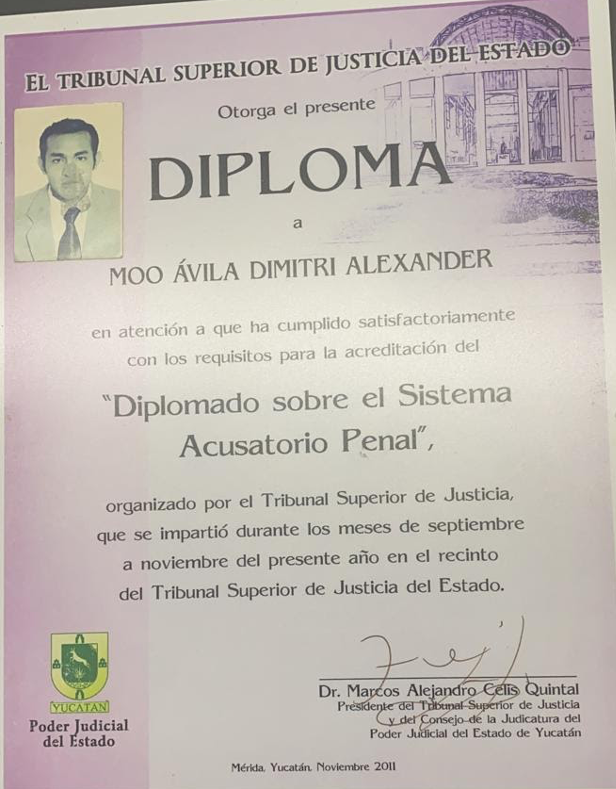 EL TRIBUNAL SUPERIOR DE JUSTICIA DEL ESTADO
Otorga el presente
DIPLOMA
a
MOO ÁVILA DIMITRI ALEXANDER
en atención a que ha cumplido satisfactoriamente
con los requisitos para la acreditación del
"Diplomado sobre el Sistema
Acusatorio Penal",
organizado por el Tribunal Superior de Justicia,
que se impartió durante los meses de septiembre
a noviembre del presente año en el recinto
del Tribunal Superior de Justicia del Estado.
Dr. Marcos Alejandro Celis Quintal
Presidente del Tribunal Superior de Justicia
y del Consejo de la Judicatura del
Poder Judicial del Estado de Yucatán
YUCATÁN
Poder Judicial
del Estado
Mérida, Yucatán, Noviembre 2011